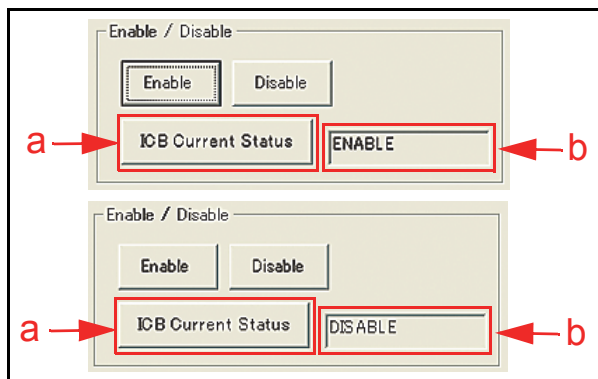 Enable / Disable
Enable Disable
a ICB Current Status ENABLE b
Enable / Disable
Enable Disable
a ICB Current Status DISABLE b